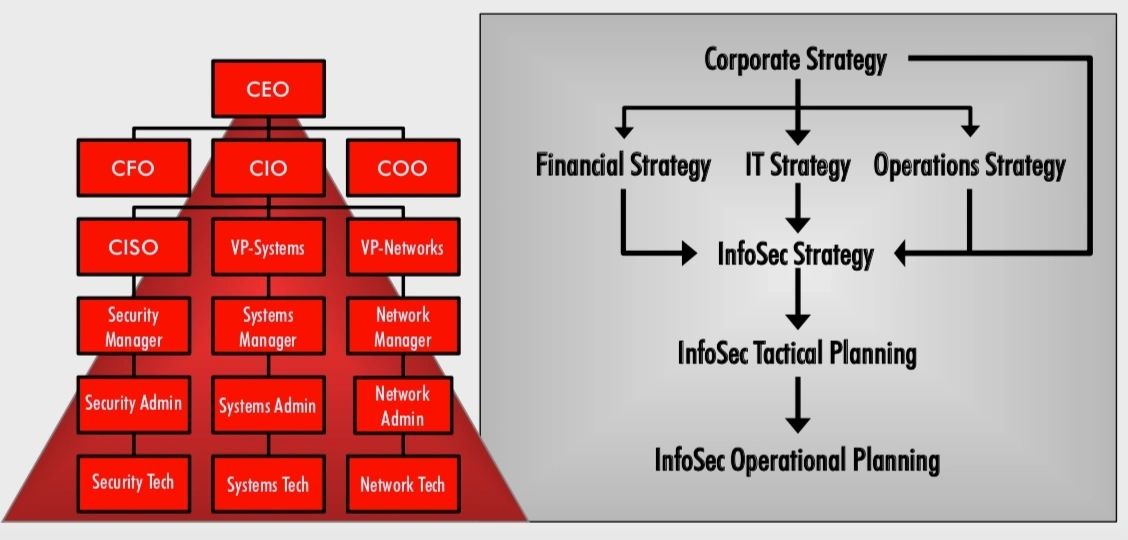 CEO
CFO
CIO
COO
CISO
VP-Systems
VP-Networks
Security
Manager
Systems
Manager
Network
Manager
Security Admin
Systems Admin
Network
Admin
Security Tech
Systems Tech
Network Tech
Corporate Strategy
Financial Strategy
IT Strategy
Operations Strategy
InfoSec Strategy
InfoSec Tactical Planning
InfoSec Operational Planning